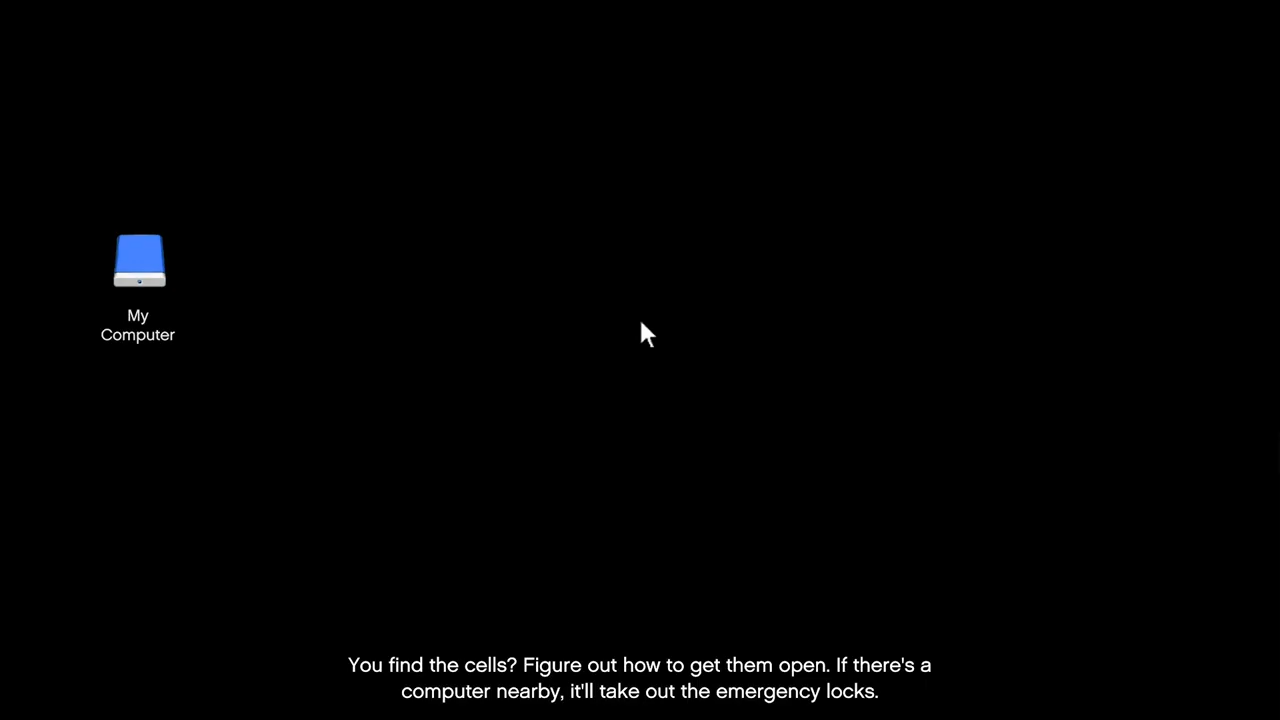 My
Computer
You find the cells? Figure out how to get them open. If there's a
computer nearby, it'll take out the emergency locks.